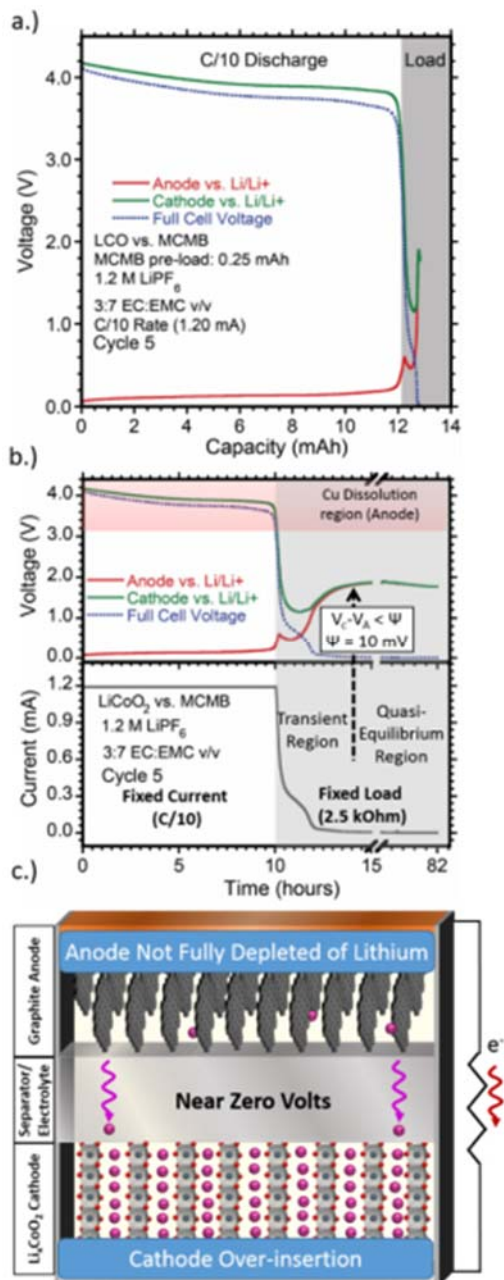 a.)
C/10 Discharge
Load
4.0
3.0
2.0
1.0
0.0
Voltage (V)
Anode vs. Li/Li+
Cathode vs. Li/Li+
Full Cell Voltage
LCO vs. MCMB
MCMB pre-load: 0.25 mAh
1.2 M LiPF6
3:7 EC:EMC v/v
C/10 Rate (1.20 mA)
Cycle 5
0 2 4 6 8 10 12 14
Capacity (mAh)
b.)
4.0
3.0
2.0
1.0
0.0
Voltage (V)
Cu Dissolution
region (Anode)
Anode vs. Li/Li+
Cathode vs. Li/Li+
Full Cell Voltage
VC-VA < Ψ
Ψ = 10 mV
1.2
0.9
0.6
0.3
0.0
Current (mA)
LiCoO2 vs. MCMB
1.2 M LiPF6
3:7 EC:EMC v/v
Cycle 5
Fixed Current
(C/10)
Transient
Region
Quasi-
Equilibrium
Region
Fixed Load
(2.5 kOhm)
0 5 10 15 82
Time (hours)
c.)
Graphite Anode
Anode Not Fully Depleted of Lithium
Separator/
Electrolyte
Near Zero Volts
e-
LixCoO2 Cathode
Cathode Over-insertion